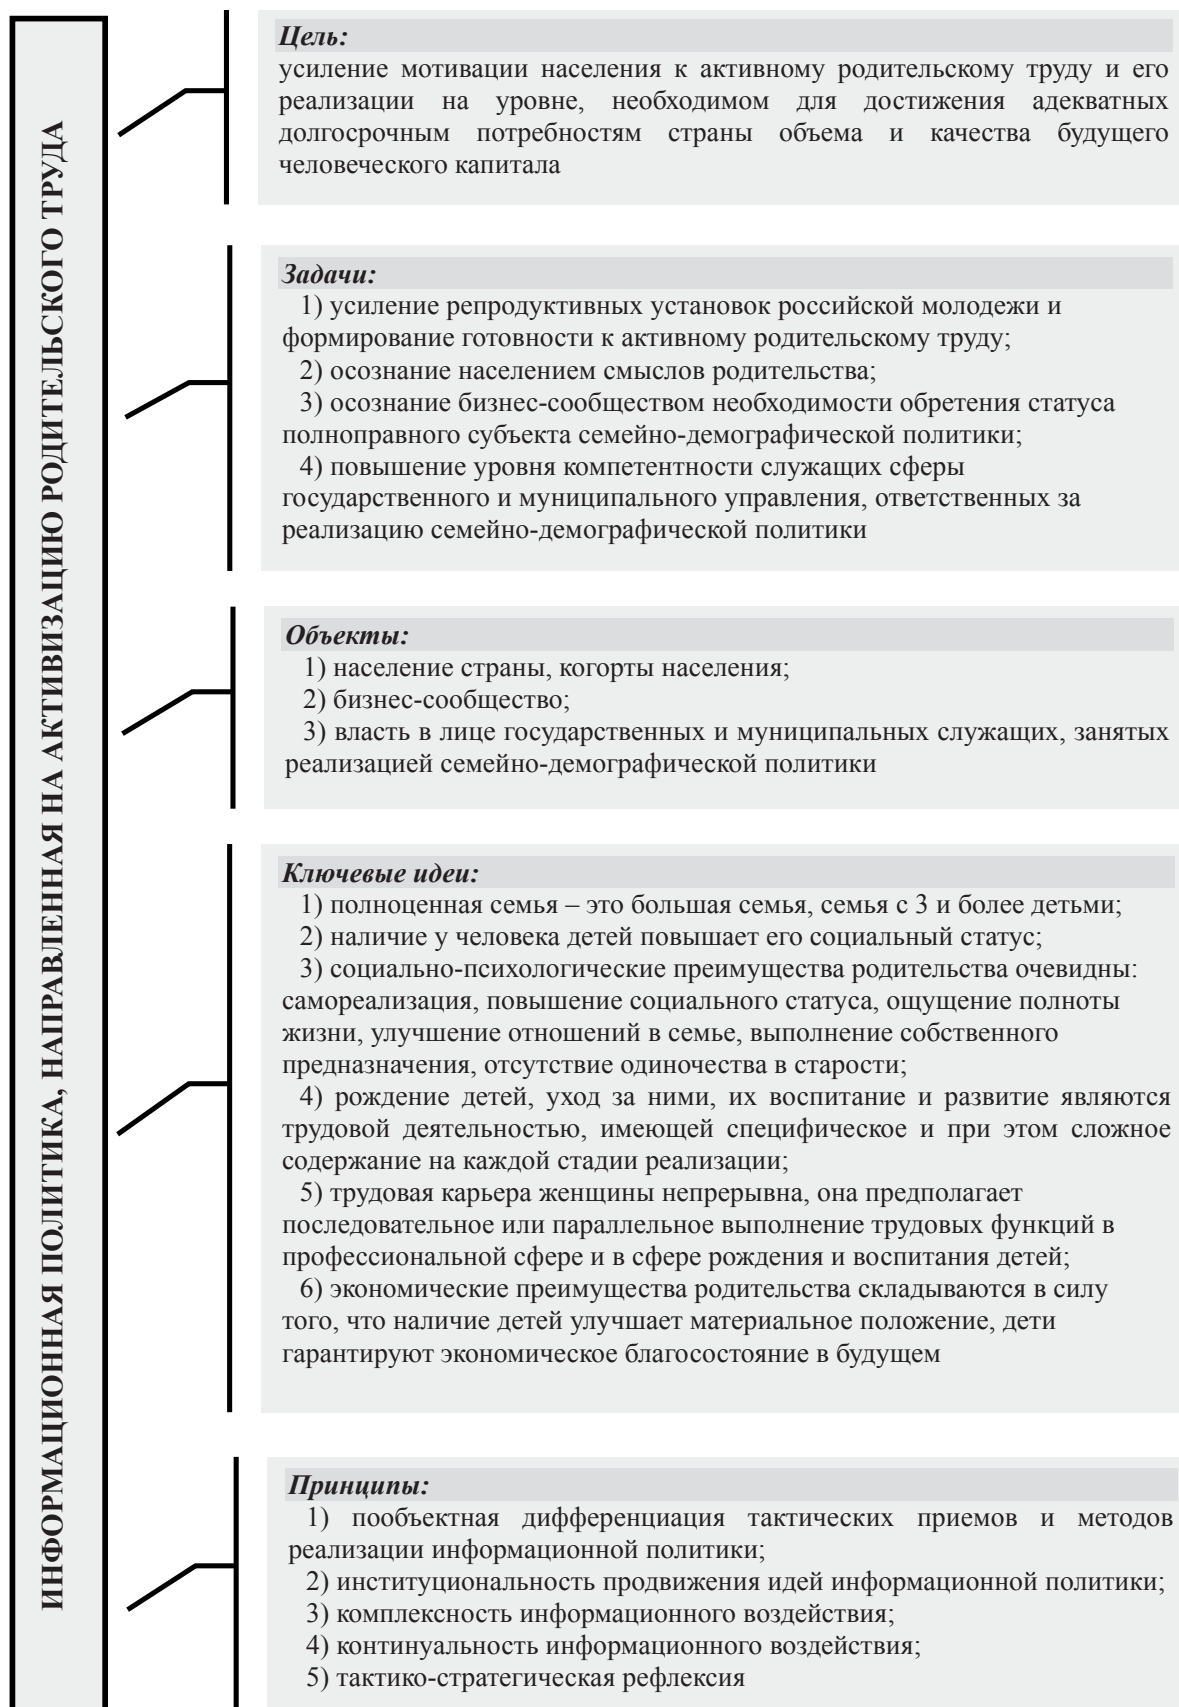 ИНФОРМАЦИОННАЯ ПОЛИТИКА, НАПРАВЛЕННАЯ НА АКТИВИЗАЦИЮ РОДИТЕЛЬСКОГО ТРУДА
Цель:
усиление мотивации населения к активному родительскому труду и его
реализации на уровне, необходимом для достижения адекватных
долгосрочным потребностям страны объема и качества будущего
человеческого капитала
Задачи:
1) усиление репродуктивных установок российской молодежи и
формирование готовности к активному родительскому труду;
2) осознание населением смыслов родительства;
3) осознание бизнес-сообществом необходимости обретения статуса
полноправного субъекта семейно-демографической политики;
4) повышение уровня компетентности служащих сферы
государственного и муниципального управления, ответственных за
реализацию семейно-демографической политики
Объекты:
1) население страны, когорты населения;
2) бизнес-сообщество;
3) власть в лице государственных и муниципальных служащих, занятых
реализацией семейно-демографической политики
Ключевые идеи:
1) полноценная семья – это большая семья, семья с 3 и более детьми;
2) наличие у человека детей повышает его социальный статус;
3) социально-психологические преимущества родительства очевидны:
самореализация, повышение социального статуса, ощущение полноты
жизни, улучшение отношений в семье, выполнение собственного
предназначения, отсутствие одиночества в старости;
4) рождение детей, уход за ними, их воспитание и развитие являются
трудовой деятельностью, имеющей специфическое и при этом сложное
содержание на каждой стадии реализации;
5) трудовая карьера женщины непрерывна, она предполагает
последовательное или параллельное выполнение трудовых функций в
профессиональной сфере и в сфере рождения и воспитания детей;
6) экономические преимущества родительства складываются в силу
того, что наличие детей улучшает материальное положение, дети
гарантируют экономическое благосостояние в будущем
Принципы:
1) пообъектная дифференциация тактических приемов и методов
реализации информационной политики;
2) институциональность продвижения идей информационной политики;
3) комплексность информационного воздействия;
4) континуальность информационного воздействия;
5) тактико-стратегическая рефлексия